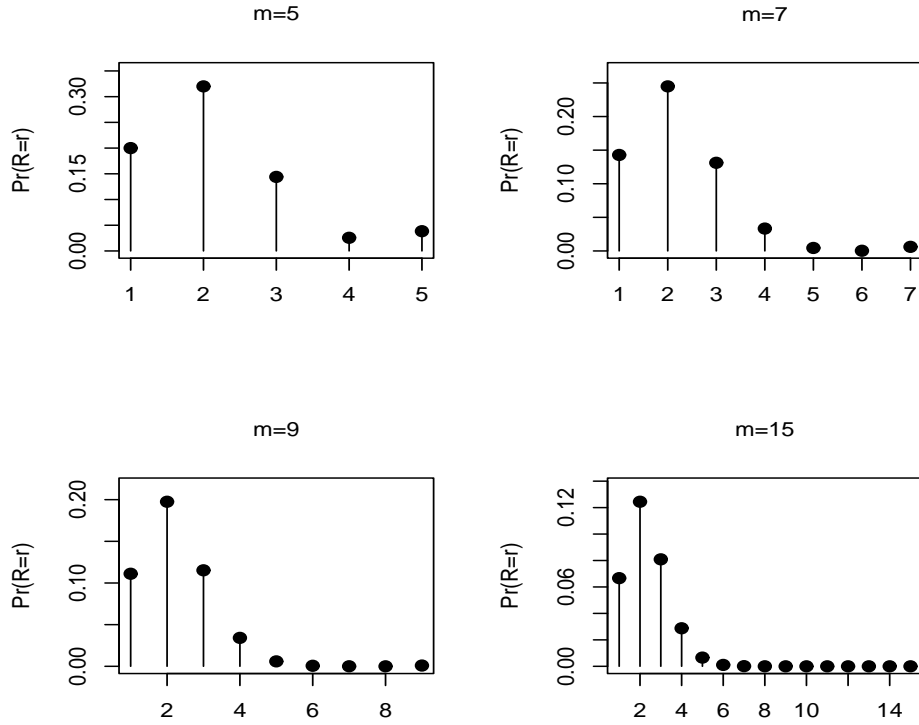 m=5
Pr(R=r)
0.00 0.15 0.30
1 2 3 4 5
m=7
Pr(R=r)
0.00 0.10 0.20
1 2 3 4 5 6 7
m=9
Pr(R=r)
0.00 0.10 0.20
2 4 6 8
m=15
Pr(R=r)
0.00 0.06 0.12
2 4 6 8 10 14